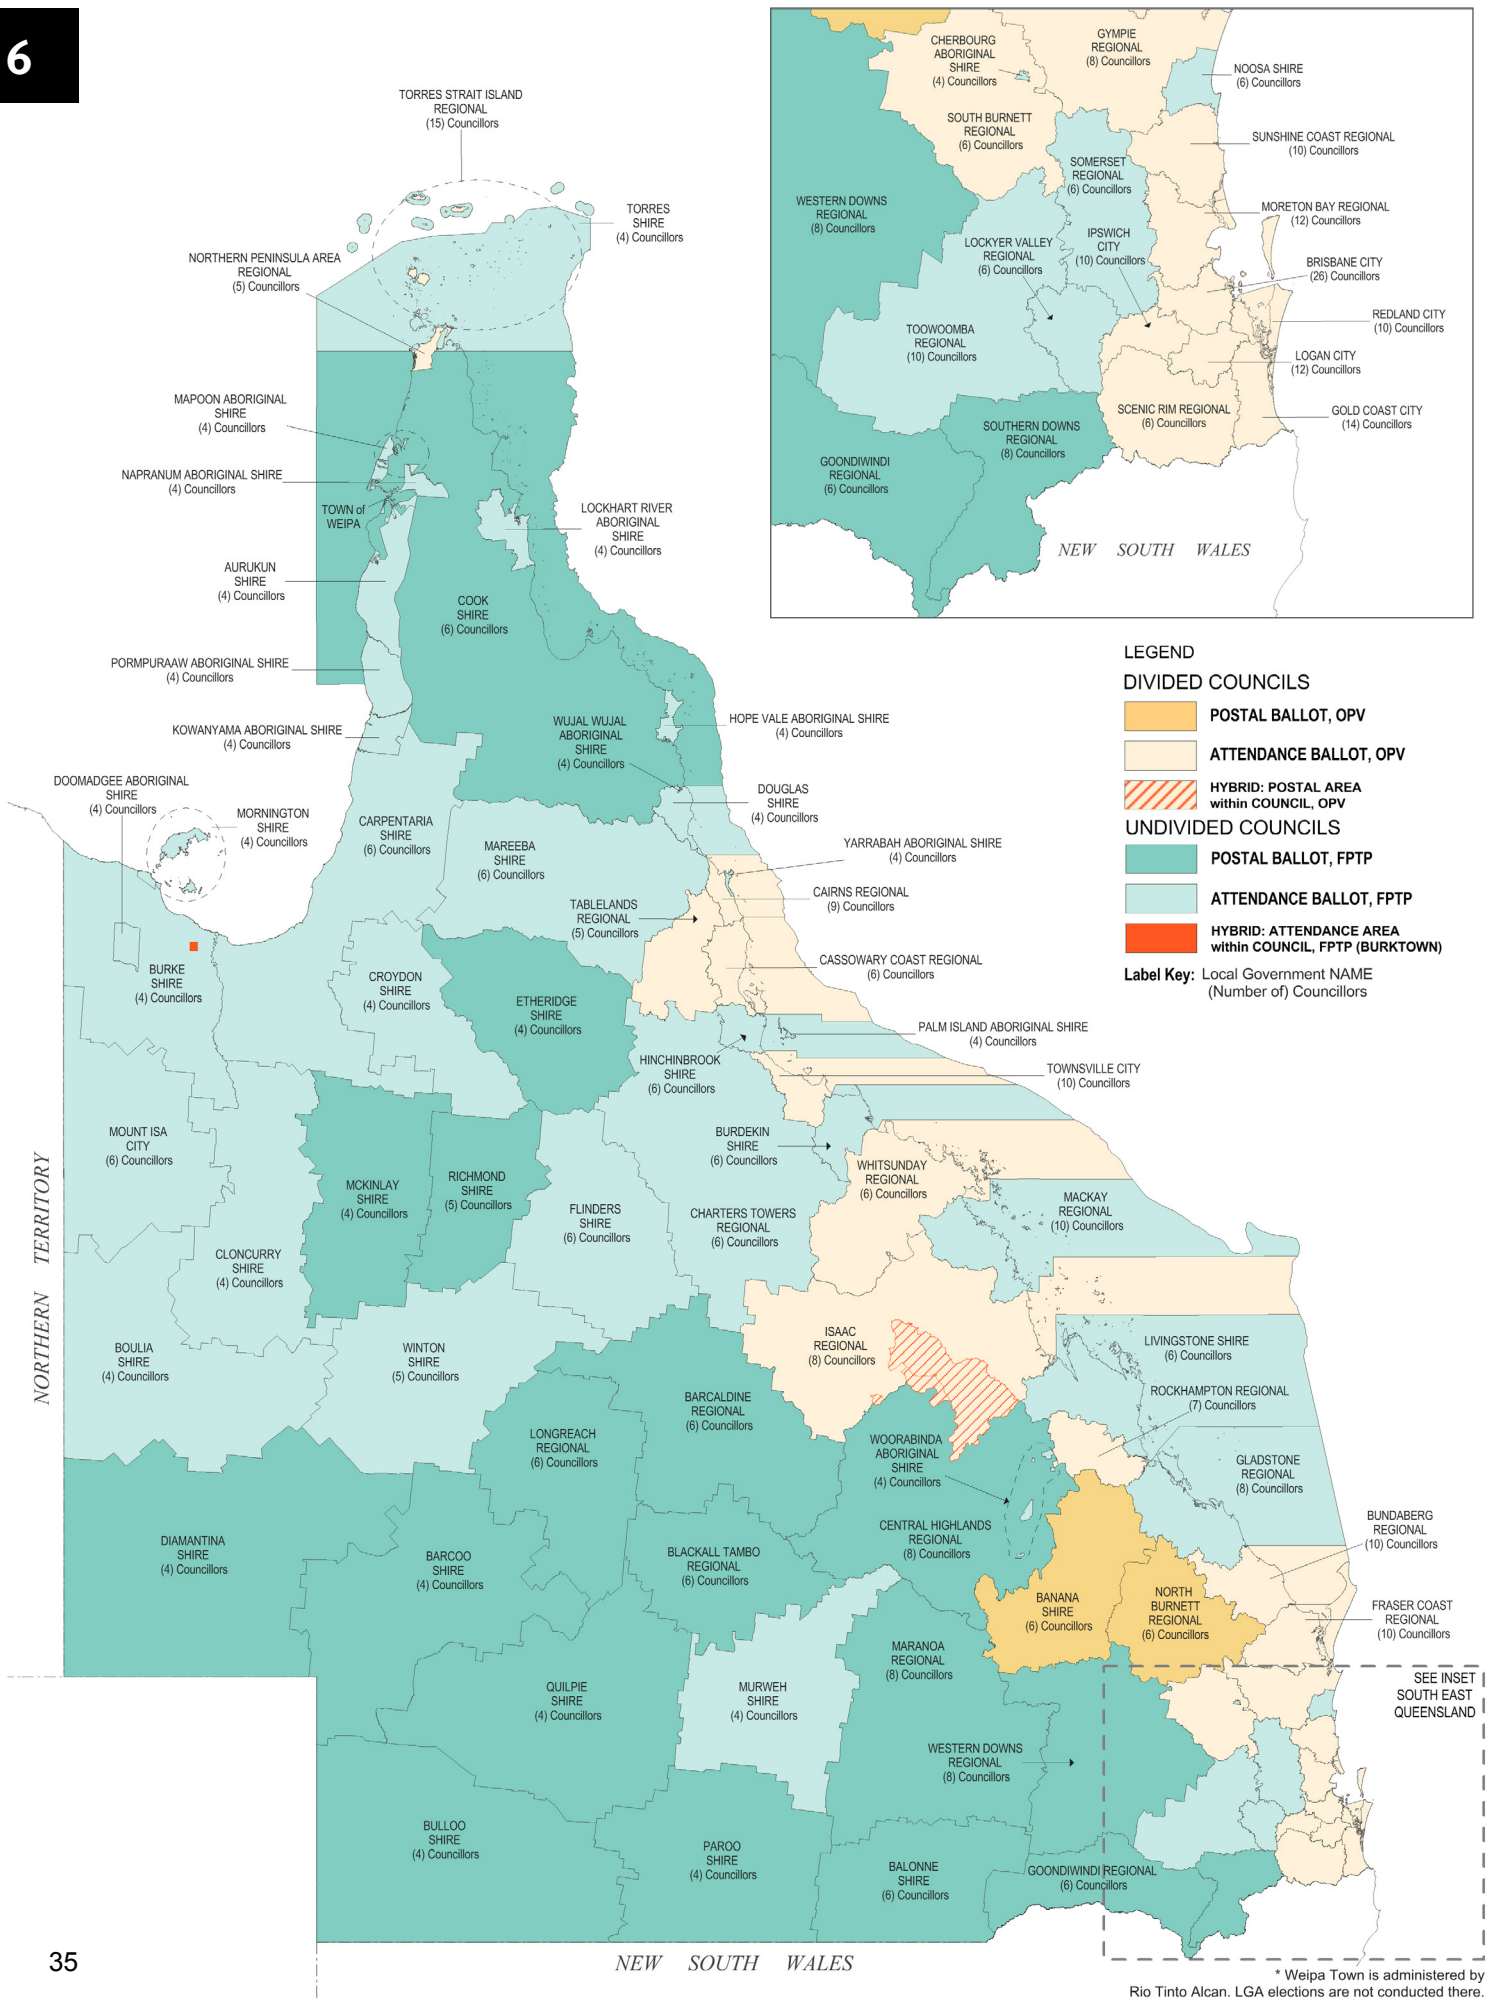 6
TORRES STRAIT ISLAND
REGIONAL
(15) Councillors
TORRES
SHIRE
(4) Councillors
NORTHERN PENINSULA AREA
REGIONAL
(5) Councillors
MAPOON ABORIGINAL
SHIRE
(4) Councillors
NAPRANUM ABORIGINAL SHIRE
(4) Councillors
TOWN of
WEIPA
LOCKHART RIVER
ABORIGINAL
SHIRE
(4) Councillors
AURUKUN
SHIRE
(4) Councillors
COOK
SHIRE
(6) Councillors
PORMPURAAW ABORIGINAL SHIRE
(4) Councillors
KOWANYAMA ABORIGINAL SHIRE
(4) Councillors
WUJAL WUJAL
ABORIGINAL
SHIRE
(4) Councillors
HOPE VALE ABORIGINAL SHIRE
(4) Councillors
DOOMADGEE ABORIGINAL
SHIRE
(4) Councillors
MORNINGTON
SHIRE
(4) Councillors
DOUGLAS
SHIRE
(4) Councillors
CARPENTARIA
SHIRE
(6) Councillors
MAREEBA
SHIRE
(6) Councillors
YARRABAH ABORIGINAL SHIRE
(4) Councillors
CAIRNS REGIONAL
(9) Councillors
TABLELANDS
REGIONAL
(5) Councillors
CASSOWARY COAST REGIONAL
(6) Councillors
BURKE
SHIRE
(4) Councillors
CROYDON
SHIRE
(4) Councillors
ETHERIDGE
SHIRE
(4) Councillors
PALM ISLAND ABORIGINAL SHIRE
(4) Councillors
HINCHINBROOK
SHIRE
(6) Councillors
TOWNSVILLE CITY
(10) Councillors
MOUNT ISA
CITY
(6) Councillors
BURDEKIN
SHIRE
(6) Councillors
WHITSUNDAY
REGIONAL
(6) Councillors
MCKINLAY
SHIRE
(4) Councillors
RICHMOND
SHIRE
(5) Councillors
FLINDERS
SHIRE
(6) Councillors
CHARTERS TOWERS
REGIONAL
(6) Councillors
MACKAY
REGIONAL
(10) Councillors
CLONCURRY
SHIRE
(4) Councillors
NORTHERN TERRITORY
BOULIA
SHIRE
(4) Councillors
WINTON
SHIRE
(5) Councillors
ISAAC
REGIONAL
(8) Councillors
LIVINGSTONE SHIRE
(6) Councillors
ROCKHAMPTON REGIONAL
(7) Councillors
BARCALDINE
REGIONAL
(6) Councillors
LONGREACH
REGIONAL
(6) Councillors
WOORABINDA
ABORIGINAL
SHIRE
(4) Councillors
GLADSTONE
REGIONAL
(8) Councillors
DIAMANTINA
SHIRE
(4) Councillors
BARCOO
SHIRE
(4) Councillors
BLACKALL TAMBO
REGIONAL
(6) Councillors
CENTRAL HIGHLANDS
REGIONAL
(8) Councillors
BUNDABERG
REGIONAL
(10) Councillors
BANANA
SHIRE
(6) Councillors
NORTH
BURNETT
REGIONAL
(6) Councillors
FRASER COAST
REGIONAL
(10) Councillors
MARANOA
REGIONAL
(8) Councillors
QUILPIE
SHIRE
(4) Councillors
MURWEH
SHIRE
(4) Councillors
SEE INSET
SOUTH EAST
QUEENSLAND
WESTERN DOWNS
REGIONAL
(8) Councillors
BULLOO
SHIRE
(4) Councillors
PAROO
SHIRE
(4) Councillors
BALONNE
SHIRE
(6) Councillors
GOONDIWINDI REGIONAL
(6) Councillors
NEW SOUTH WALES
CHERBOURG
ABORIGINAL
SHIRE
(4) Councillors
GYMPIE
REGIONAL
(8) Councillors
NOOSA SHIRE
(6) Councillors
SOUTH BURNETT
REGIONAL
(6) Councillors
SUNSHINE COAST REGIONAL
(10) Councillors
SOMERSET
REGIONAL
(6) Councillors
WESTERN DOWNS
REGIONAL
(8) Councillors
MORETON BAY REGIONAL
(12) Councillors
LOCKYER VALLEY
REGIONAL
(6) Councillors
IPSWICH
CITY
(10) Councillors
BRISBANE CITY
(26) Councillors
TOOWOOMBA
REGIONAL
(10) Councillors
REDLAND CITY
(10) Councillors
LOGAN CITY
(12) Councillors
SCENIC RIM REGIONAL
(6) Councillors
GOLD COAST CITY
(14) Councillors
SOUTHERN DOWNS
REGIONAL
(8) Councillors
GOONDIWINDI
REGIONAL
(6) Councillors
NEW SOUTH WALES
LEGEND
DIVIDED COUNCILS
POSTAL BALLOT, OPV
ATTENDANCE BALLOT, OPV
HYBRID: POSTAL AREA
within COUNCIL, OPV
UNDIVIDED COUNCILS
POSTAL BALLOT, FPTP
ATTENDANCE BALLOT, FPTP
HYBRID: ATTENDANCE AREA
within COUNCIL, FPTP (BURKTOWN)
Label Key: Local Government NAME
(Number of) Councillors
35
* Weipa Town is administered by
Rio Tinto Alcan. LGA elections are not conducted there.